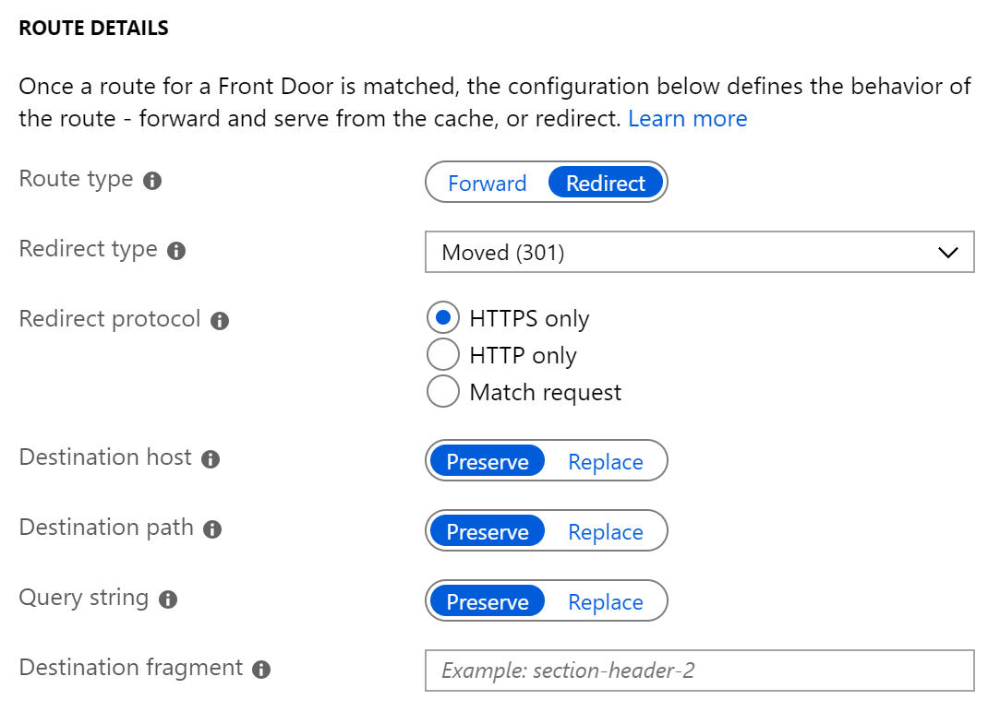 ROUTE DETAILS
Once a route for a Front Door is matched, the configuration below defines the behavior of
the route - forward and serve from the cache, or redirect. Learn more
Route type
Forward Redirect
Redirect type
Moved (301)
Redirect protocol
HTTPS only
HTTP only
Match request
Destination host
Preserve Replace
Destination path
Preserve Replace
Query string
Preserve Replace
Destination fragment
Example: section-header-2